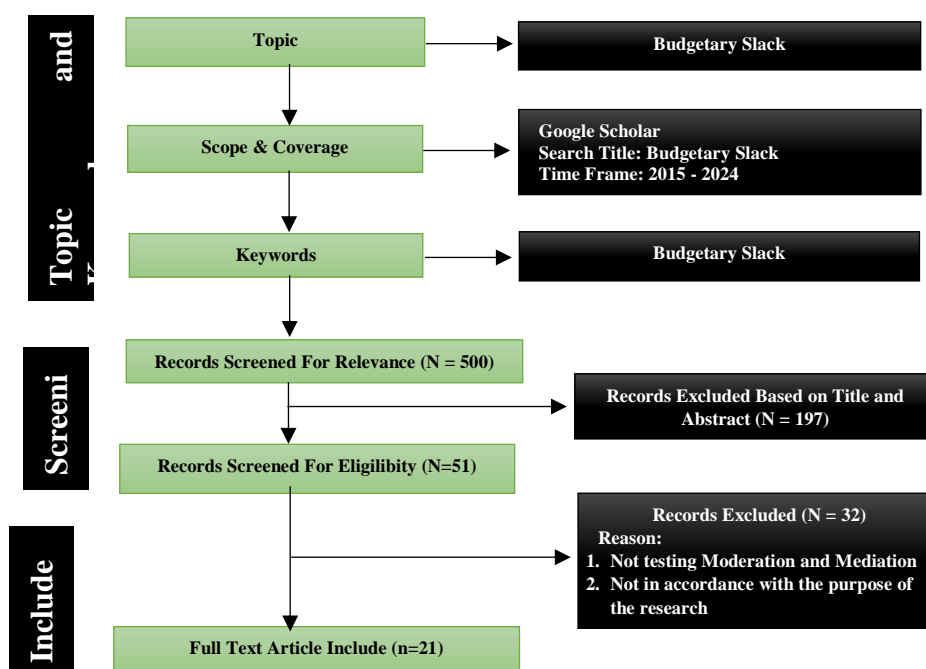 Topic and
Topic
Budgetary Slack
Scope & Coverage
Google Scholar
Search Title: Budgetary Slack
Time Frame: 2015 - 2024
Keywords
Budgetary Slack
Screeni
Records Screened For Relevance (N = 500)
Records Excluded Based on Title and
Abstract (N = 197)
Records Screened For Eligilibity (N=51)
Include
Records Excluded (N = 32)
Reason:
1. Not testing Moderation and Mediation
2. Not in accordance with the purpose of
the research
Full Text Article Include (n=21)